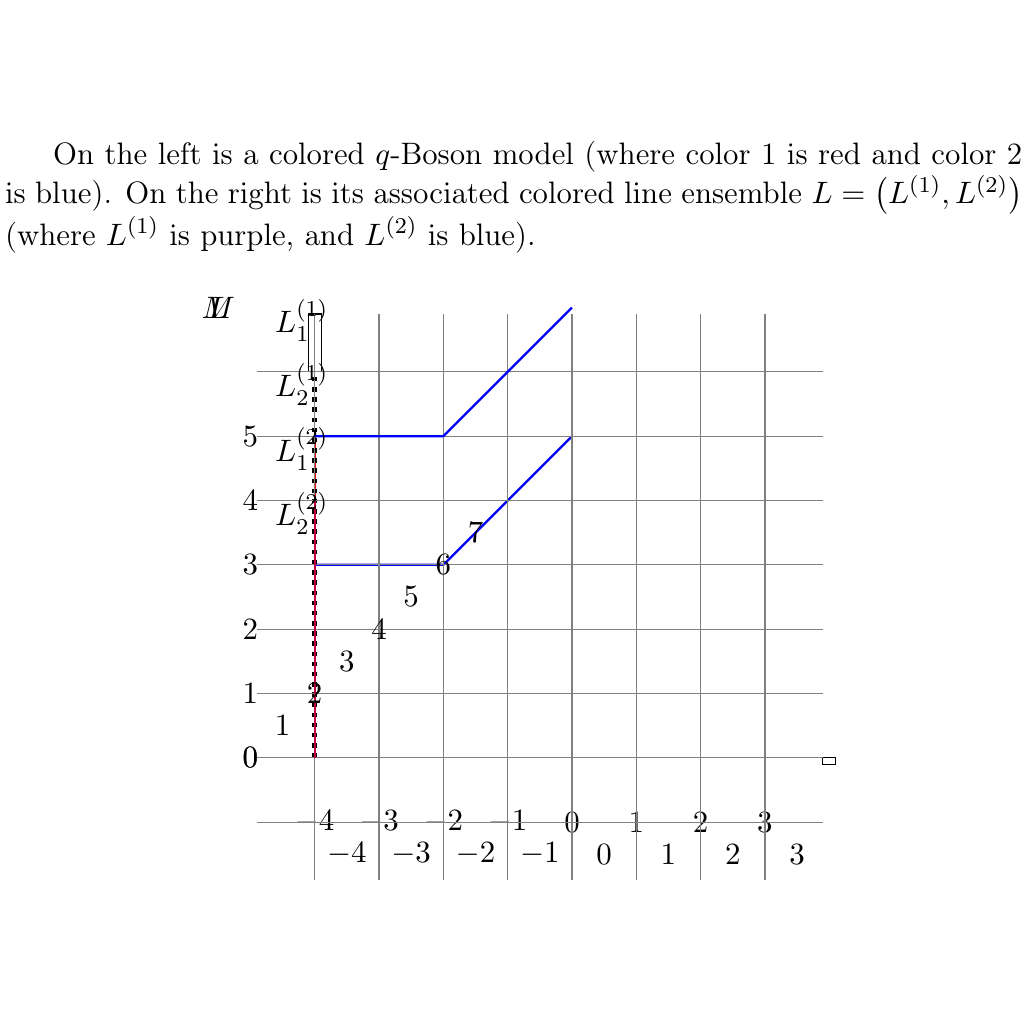 On the left is a colored q-Boson model (where color 1 is red and color 2
is blue). On the right is its associated colored line ensemble L = (L^(1), L^(2))
(where L^(1) is purple, and L^(2) is blue).
L_1^(1)
L_2^(1)
5 L_1^(2)
4 L_2^(2)
7
3 6
5
2 4
3
1 2
1
0
−4 −3 −2 −1 0 1 2 3
−4 −3 −2 −1 0 1 2 3